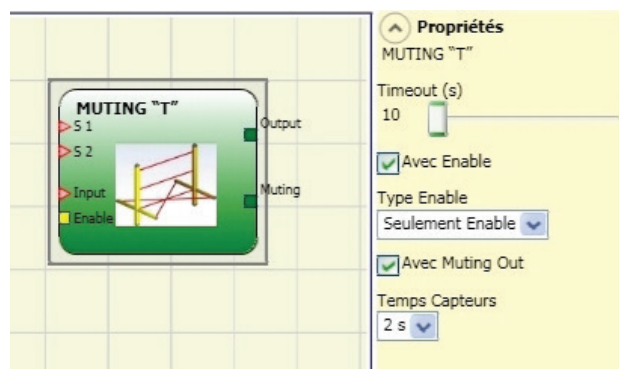 MUTING "T"
S 1
S 2
Input
Enable
Output
Muting
Propriétés
MUTING "T"
Timeout (s)
10
Avec Enable
Type Enable
Seulement Enable
Avec Muting Out
Temps Capteurs
2 s